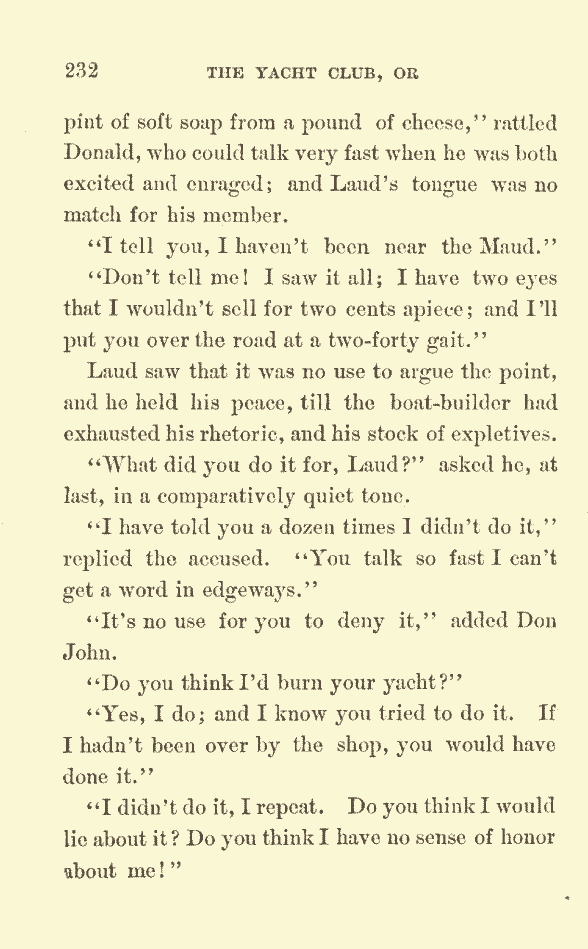 232 THE YACHT CLUB, OR
pint of soft soap from a pound of cheese," rattled
Donald, who could talk very fast when he was both
excited and enraged; and Laud's tongue was no
match for his member.
"I tell you, I haven't been near the Maud."
"Don't tell me! I saw it all; I have two eyes
that I wouldn't sell for two cents apiece; and I'll
put you over the road at a two-forty gait."
Laud saw that it was no use to argue the point,
and he held his peace, till the boat-builder had
exhausted his rhetoric, and his stock of expletives.
"What did you do it for, Laud?" asked he, at
last, in a comparatively quiet tone.
"I have told you a dozen times I didn't do it,"
replied the accused. "You talk so fast I can't
get a word in edgeways."
"It's no use for you to deny it," added Don
John.
"Do you think I'd burn your yacht?"
"Yes, I do; and I know you tried to do it. If
I hadn't been over by the shop, you would have
done it."
"I didn't do it, I repeat. Do you think I would
lie about it? Do you think I have no sense of honor
about me!"